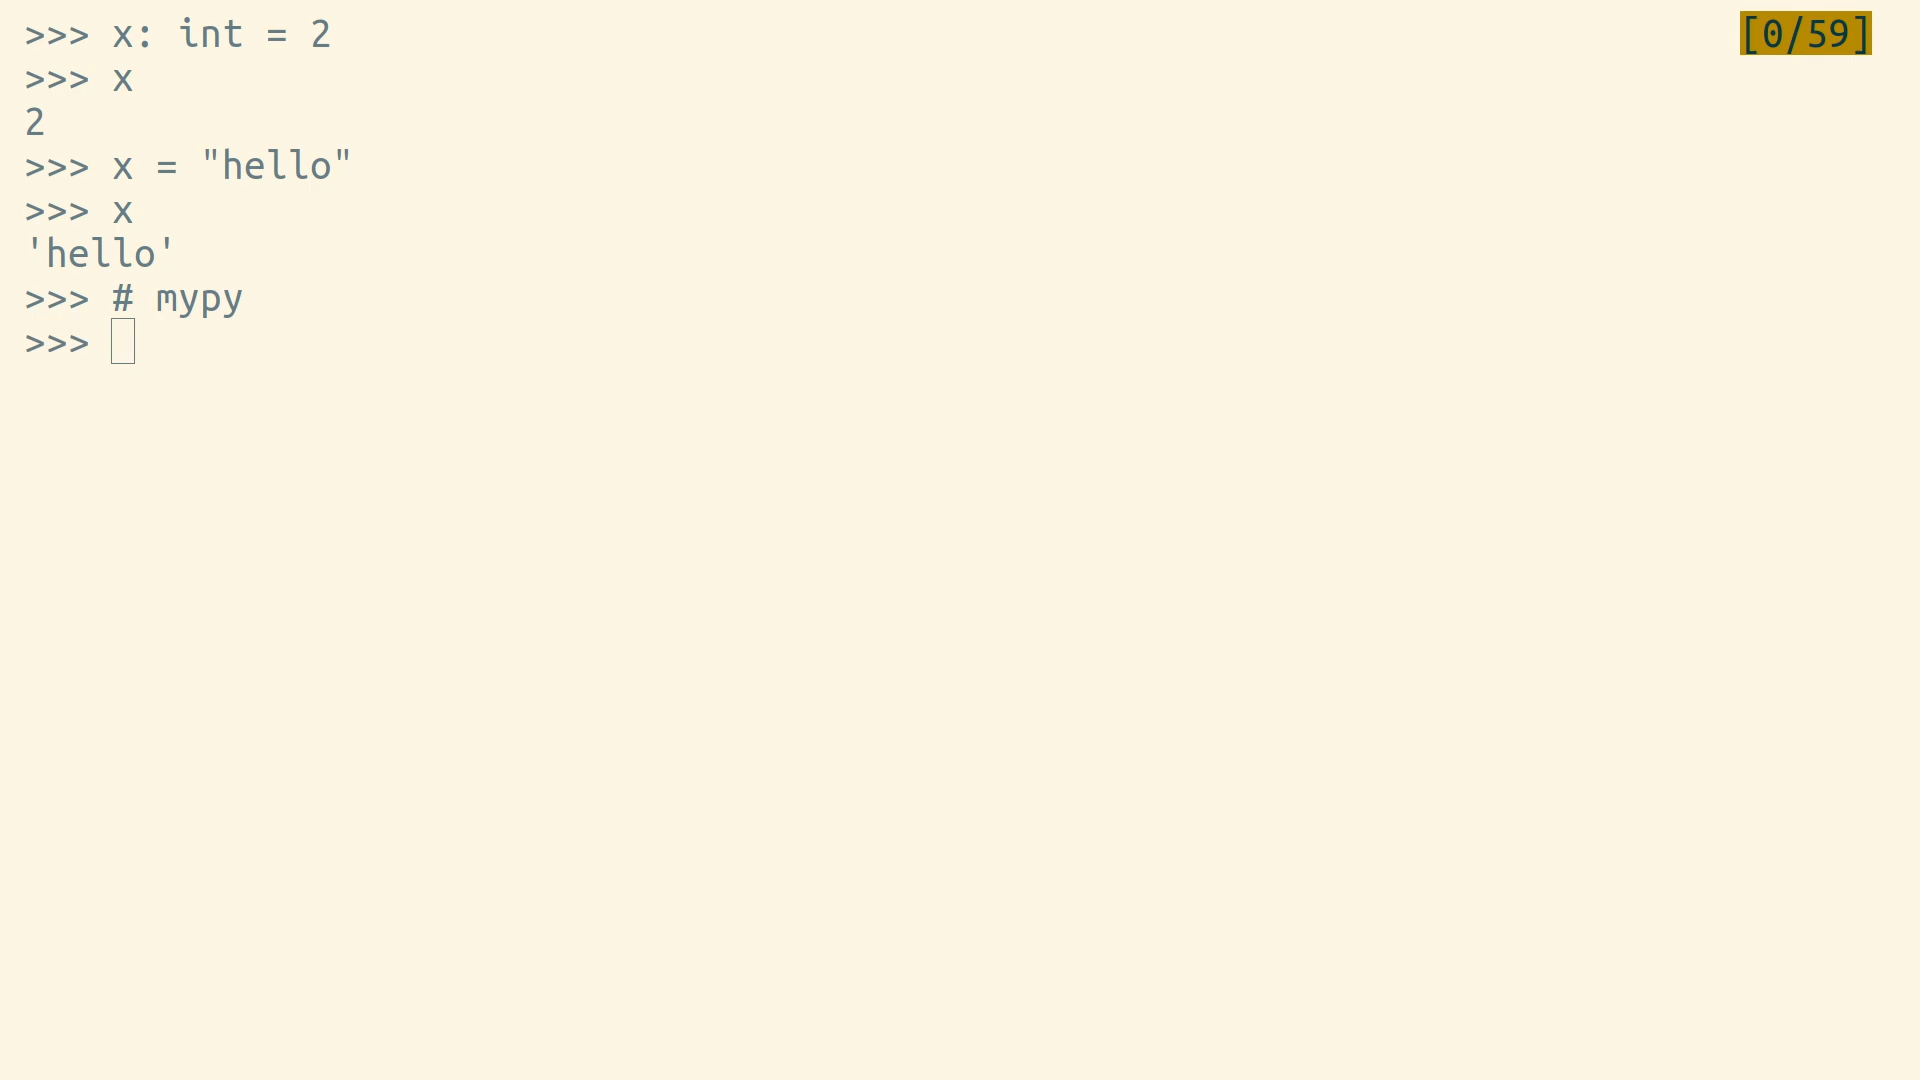 >>> x: int = 2
[0/59]
>>> x
2
>>> x = "hello"
>>> x
'hello'
>>> # mypy
>>>